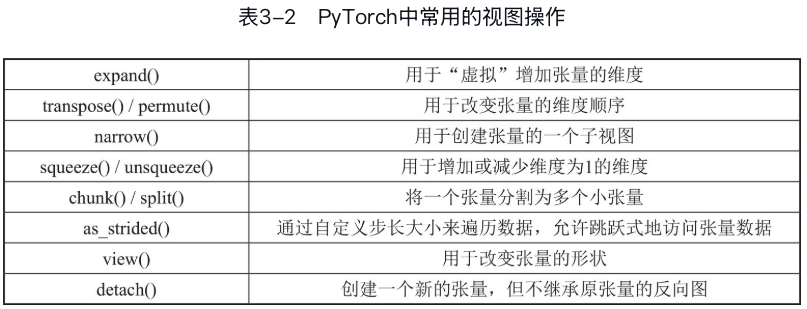 表3-2 PyTorch中常用的视图操作
expand() 用于“虚拟”增加张量的维度
transpose() / permute() 用于改变张量的维度顺序
narrow() 用于创建张量的一个子视图
squeeze() / unsqueeze() 用于增加或减少维度为1的维度
chunk() / split() 将一个张量分割为多个小张量
as_strided() 通过自定义步长大小来遍历数据，允许跳跃式地访问张量数据
view() 用于改变张量的形状
detach() 创建一个新的张量，但不继承原张量的反向图